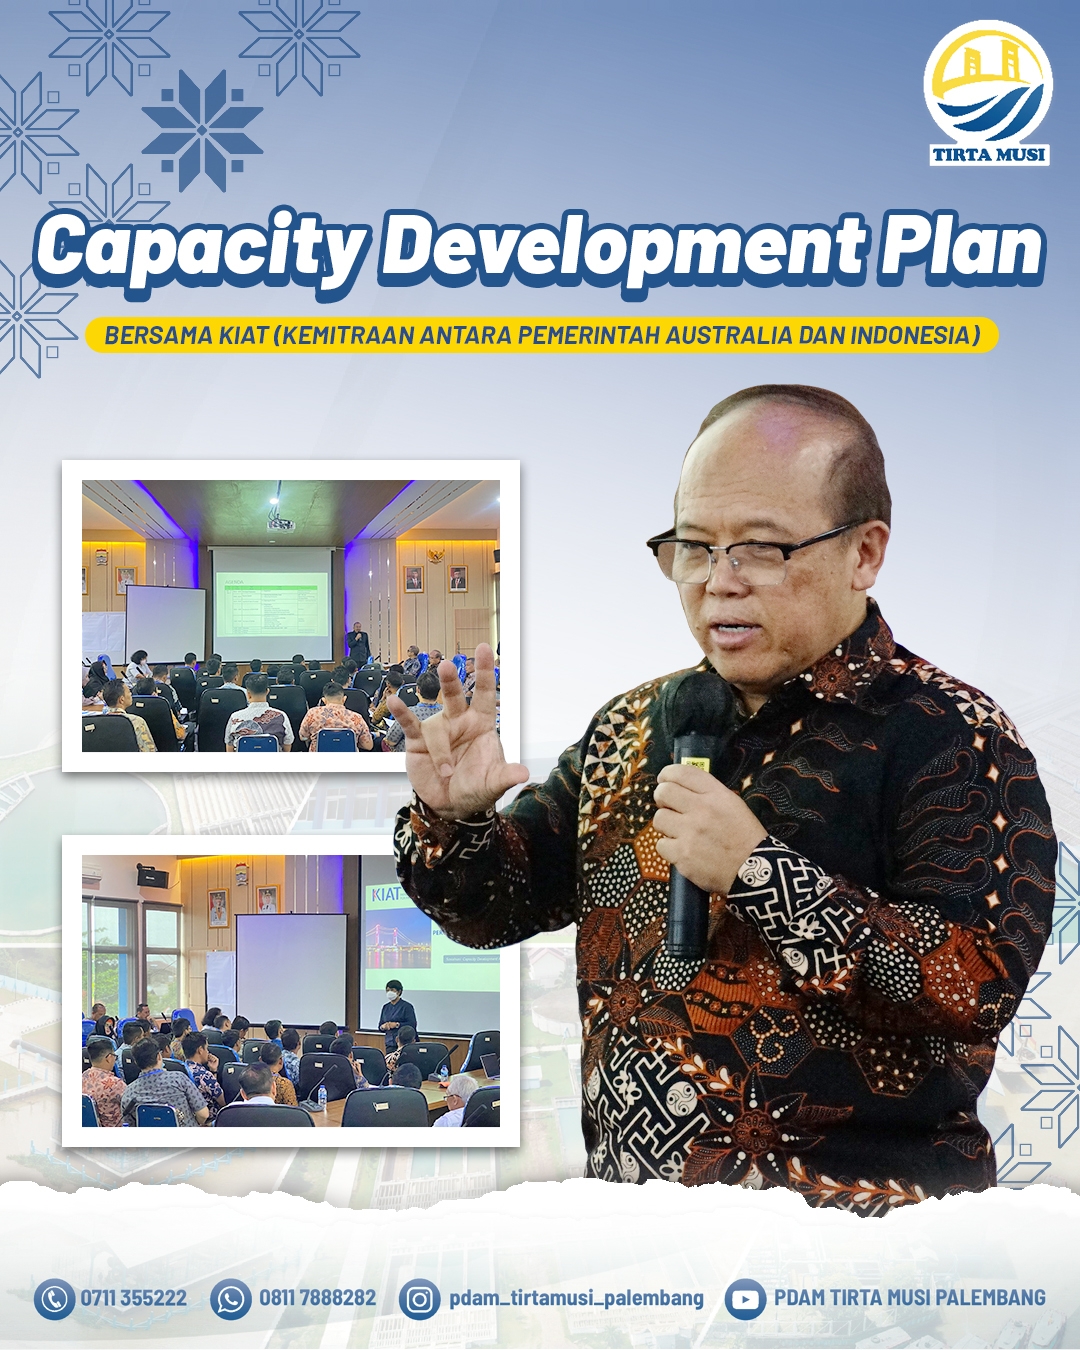 TIRTA MUSI
Capacity Development Plan
BERSAMA KIAT (KEMITRAAN ANTARA PEMERINTAH AUSTRALIA DAN INDONESIA)
KIAT
0711 355222
0811 7888282
pdam_tirtamusi_palembang
PDAM TIRTA MUSI PALEMBANG